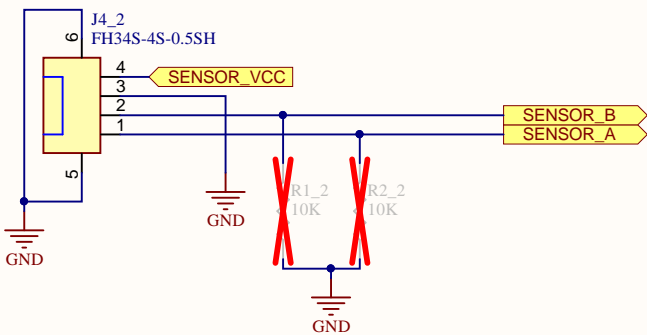 J4_2
FH34S-4S-0.5SH
6
4
SENSOR_VCC
3
2
SENSOR_B
1
SENSOR_A
5
R1_2
10K
R2_2
10K
GND
GND
GND